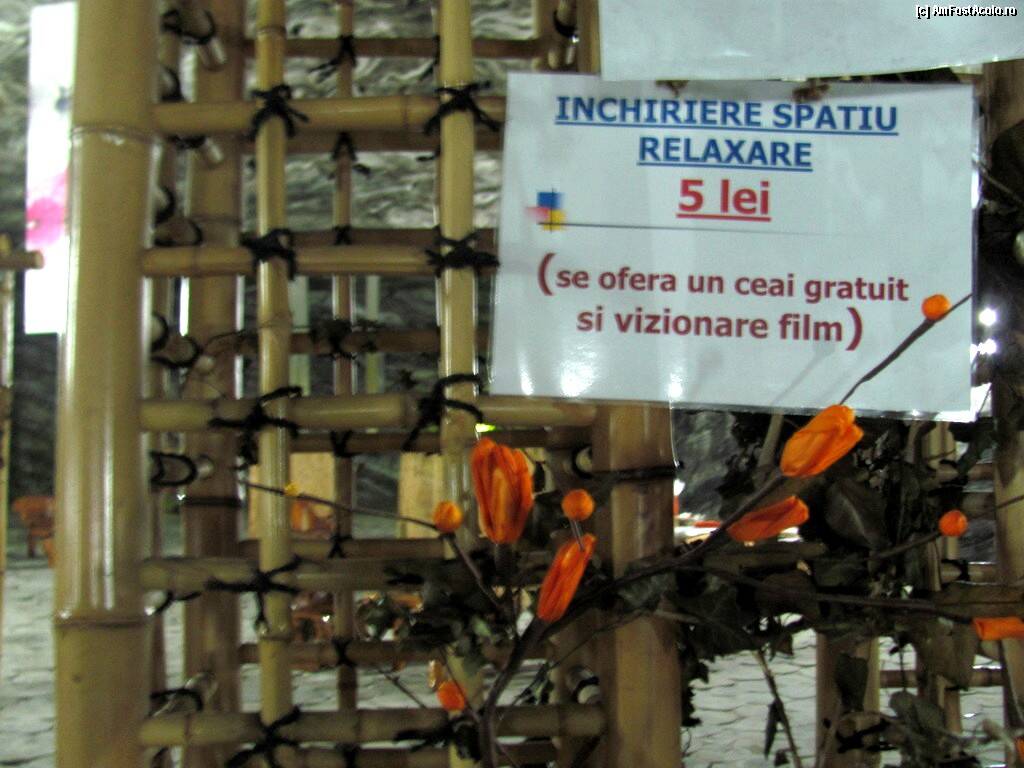 [c] AmFostAcolo.ro
INCHIRIERE SPATIU
RELAXARE
5 lei
(se ofera un ceai gratuit
si vizionare film)